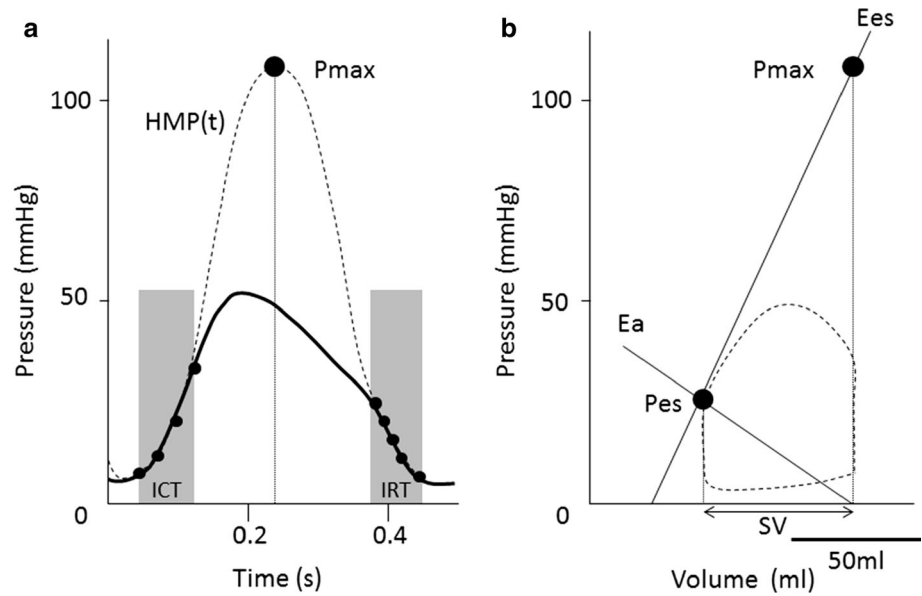 a
Pmax
100
HMP(t)
Pressure (mmHg)
50
ICT
IRT
0
0.2
0.4
Time (s)
b
Ees
Pmax
100
Pressure (mmHg)
50
Ea
Pes
0
SV
50ml
Volume (ml)